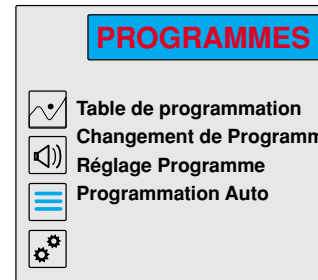 PROGRAMMES
Table de programmation
Changement de Programm
Réglage Programme
Programmation Auto